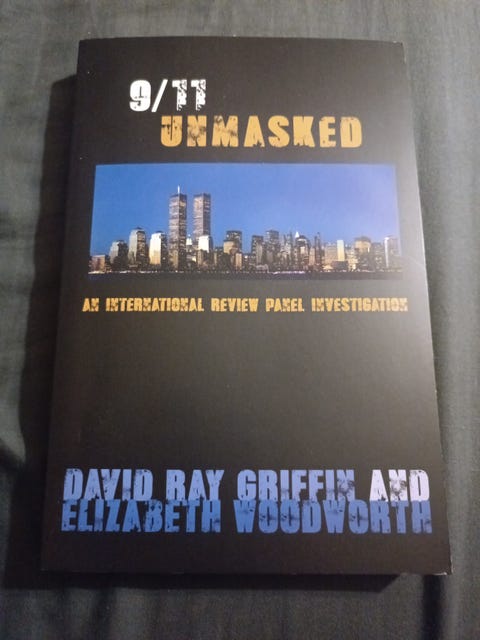 9/11
UNMASKED
AN INTERNATIONAL REVIEW PANEL INVESTIGATION
DAVID RAY GRIFFIN AND
ELIZABETH WOODWORTH